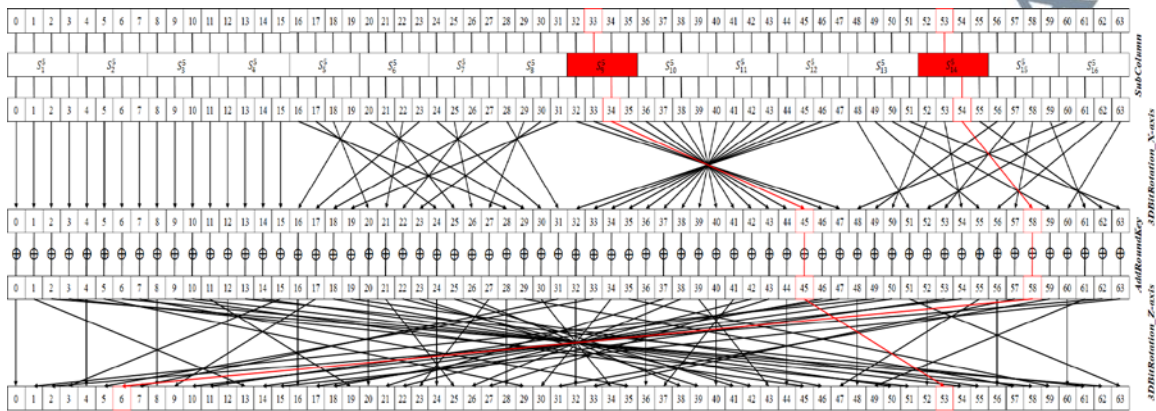 0 1 2 3 4 5 6 7 8 9 10 11 12 13 14 15 16 17 18 19 20 21 22 23 24 25 26 27 28 29 30 31 32 33 34 35 36 37 38 39 40 41 42 43 44 45 46 47 48 49 50 51 52 53 54 55 56 57 58 59 60 61 62 63
SubColumn
0 1 2 3 4 5 6 7 8 9 10 11 12 13 14 15 16 17 18 19 20 21 22 23 24 25 26 27 28 29 30 31 32 33 34 35 36 37 38 39 40 41 42 43 44 45 46 47 48 49 50 51 52 53 54 55 56 57 58 59 60 61 62 63
3DBitRotation_X-axis
0 1 2 3 4 5 6 7 8 9 10 11 12 13 14 15 16 17 18 19 20 21 22 23 24 25 26 27 28 29 30 31 32 33 34 35 36 37 38 39 40 41 42 43 44 45 46 47 48 49 50 51 52 53 54 55 56 57 58 59 60 61 62 63
AddRoundKey
0 1 2 3 4 5 6 7 8 9 10 11 12 13 14 15 16 17 18 19 20 21 22 23 24 25 26 27 28 29 30 31 32 33 34 35 36 37 38 39 40 41 42 43 44 45 46 47 48 49 50 51 52 53 54 55 56 57 58 59 60 61 62 63
3DBitRotation_Z-axis
0 1 2 3 4 5 6 7 8 9 10 11 12 13 14 15 16 17 18 19 20 21 22 23 24 25 26 27 28 29 30 31 32 33 34 35 36 37 38 39 40 41 42 43 44 45 46 47 48 49 50 51 52 53 54 55 56 57 58 59 60 61 62 63